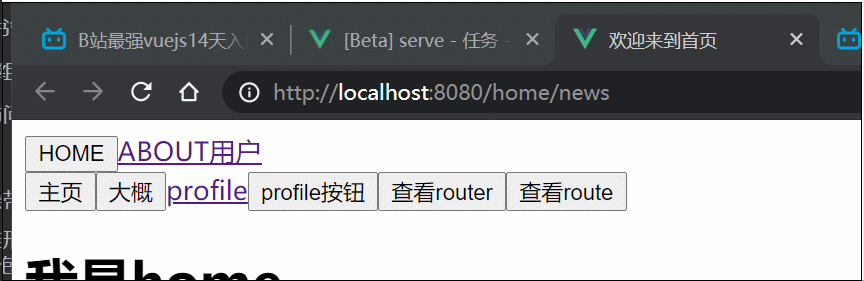 B站最强vuejs14天入
[Beta] serve - 任务 -
欢迎来到首页
http://localhost:8080/home/news
HOME ABOUT用户
主页 大概 profile profile按钮 查看router 查看route
我是home